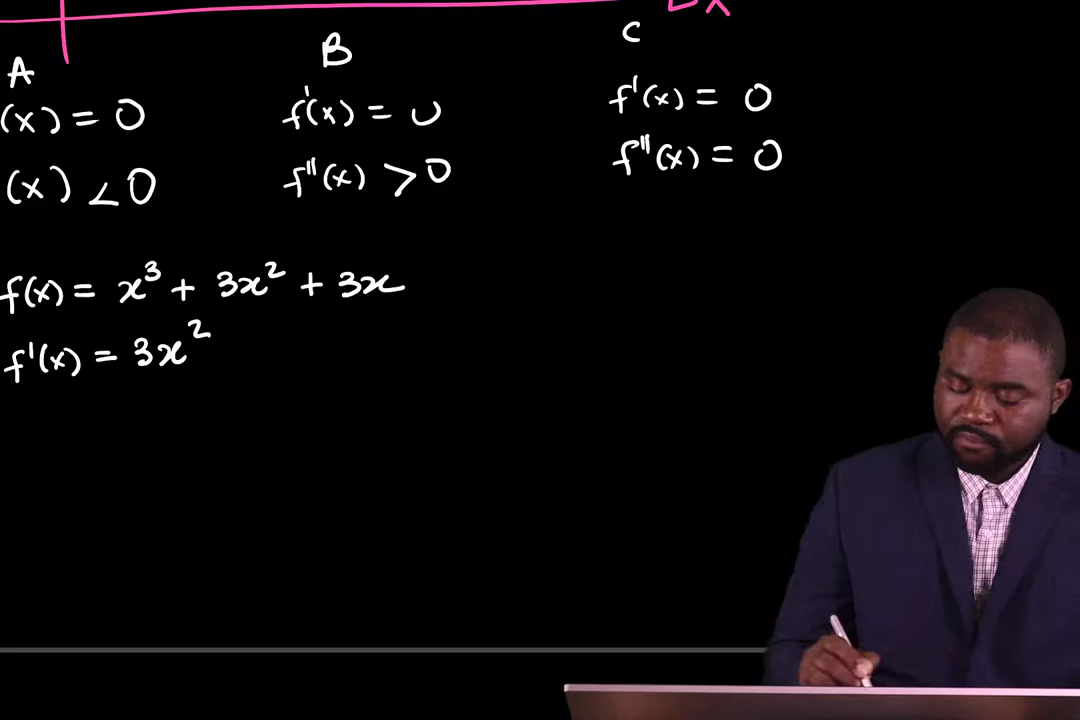 x
A
B
C
(x) = 0
f'(x) = 0
f'(x) = 0
(x) < 0
f''(x) > 0
f''(x) = 0
f(x) = x³ + 3x² + 3x
f'(x) = 3x²